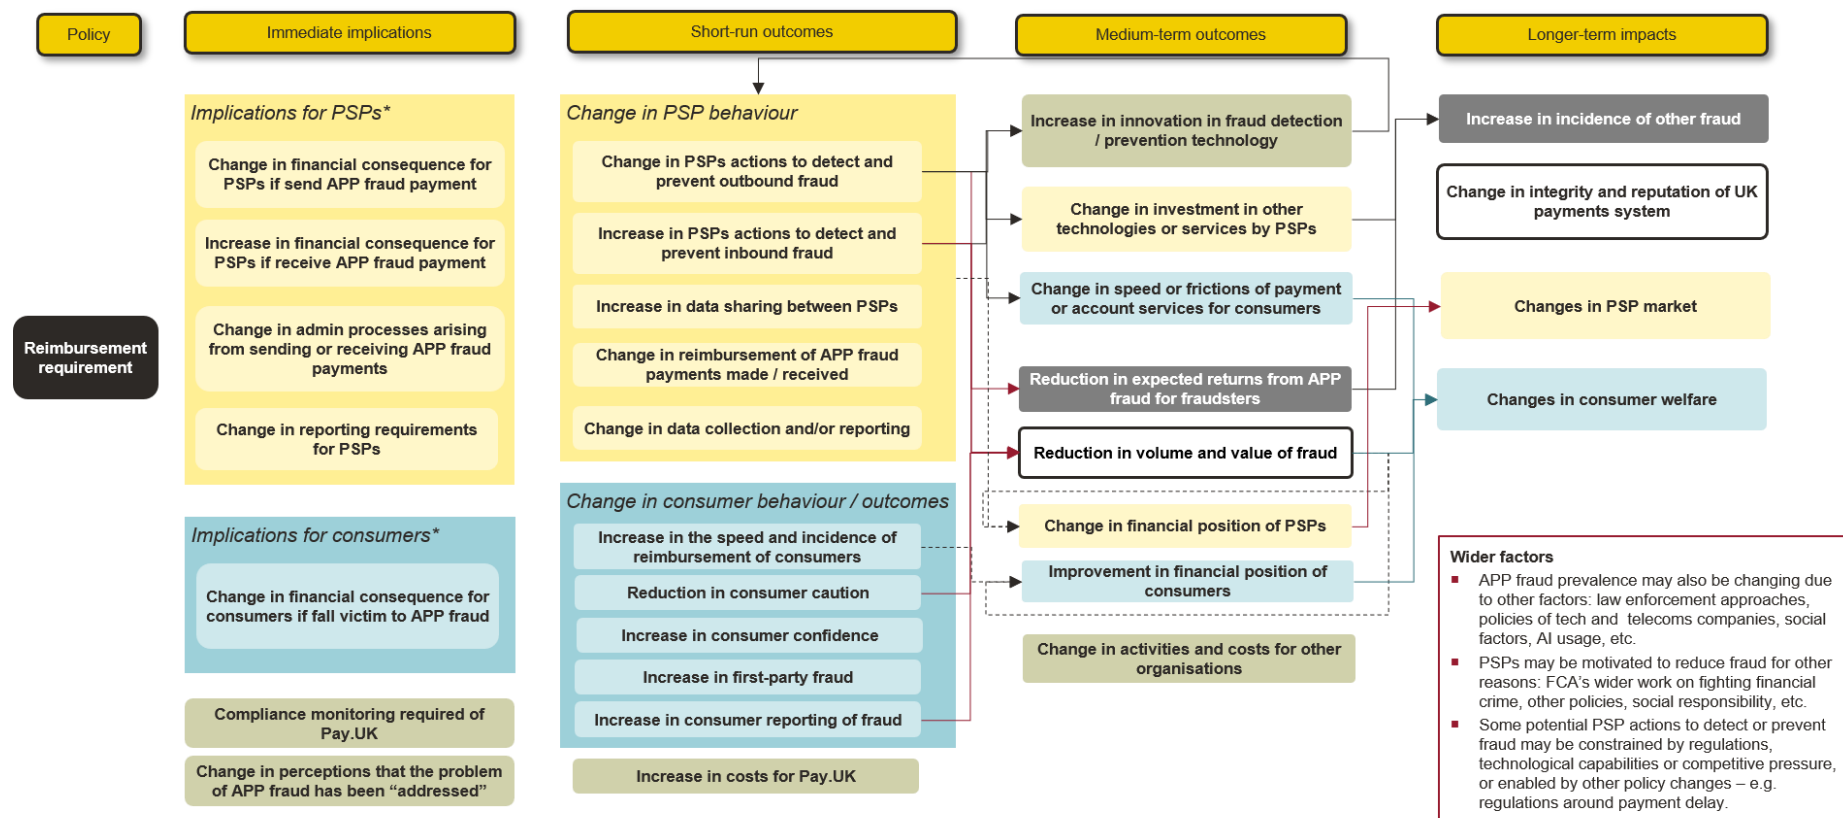 Policy
Immediate implications
Short-run outcomes
Medium-term outcomes
Longer-term impacts
Reimbursement
requirement
Implications for PSPs*
Change in financial consequence for
PSPs if send APP fraud payment
Increase in financial consequence for
PSPs if receive APP fraud payment
Change in admin processes arising
from sending or receiving APP fraud
payments
Change in reporting requirements
for PSPs
Implications for consumers*
Change in financial consequence for
consumers if fall victim to APP fraud
Compliance monitoring required of
Pay.UK
Change in perceptions that the problem
of APP fraud has been “addressed”
Change in PSP behaviour
Change in PSPs actions to detect and
prevent outbound fraud
Increase in PSPs actions to detect and
prevent inbound fraud
Increase in data sharing between PSPs
Change in reimbursement of APP fraud
payments made / received
Change in data collection and/or reporting
Change in consumer behaviour / outcomes
Increase in the speed and incidence of
reimbursement of consumers
Reduction in consumer caution
Increase in consumer confidence
Increase in first-party fraud
Increase in consumer reporting of fraud
Increase in costs for Pay.UK
Increase in innovation in fraud detection
/ prevention technology
Change in investment in other
technologies or services by PSPs
Change in speed or frictions of payment
or account services for consumers
Reduction in expected returns from APP
fraud for fraudsters
Reduction in volume and value of fraud
Change in financial position of PSPs
Improvement in financial position of
consumers
Change in activities and costs for other
organisations
Increase in incidence of other fraud
Change in integrity and reputation of UK
payments system
Changes in PSP market
Changes in consumer welfare
Wider factors
▪ APP fraud prevalence may also be changing due
to other factors: law enforcement approaches,
policies of tech and telecoms companies, social
factors, AI usage, etc.
▪ PSPs may be motivated to reduce fraud for other
reasons: FCA’s wider work on fighting financial
crime, other policies, social responsibility, etc.
▪ Some potential PSP actions to detect or prevent
fraud may be constrained by regulations,
technological capabilities or competitive pressure,
or enabled by other policy changes – e.g.
regulations around payment delay.